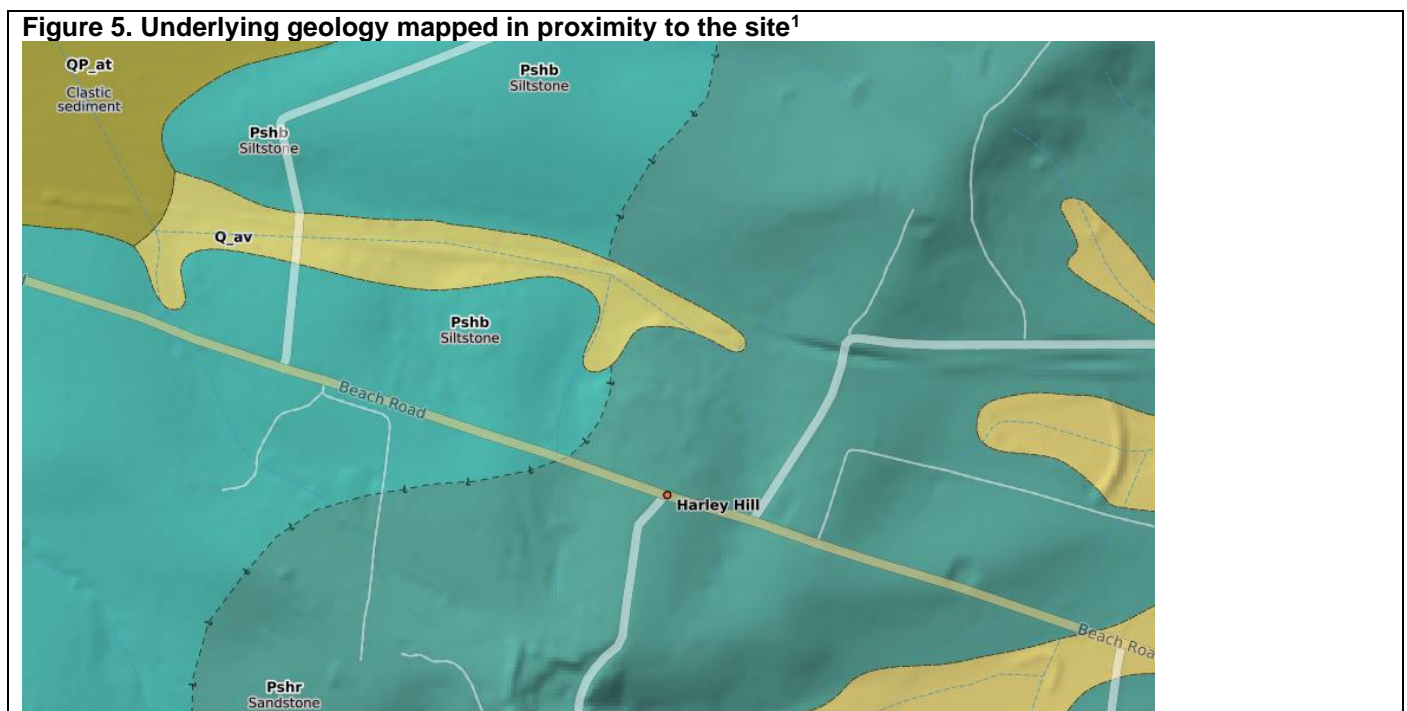 Figure 5. Underlying geology mapped in proximity to the site¹
QP_at
Clastic
sediment
Pshb
Siltstone
Pshb
Siltstone
Q_av
Pshb
Siltstone
Beach Road
Harley Hill
Beach Roa
Pshr
Sandstone